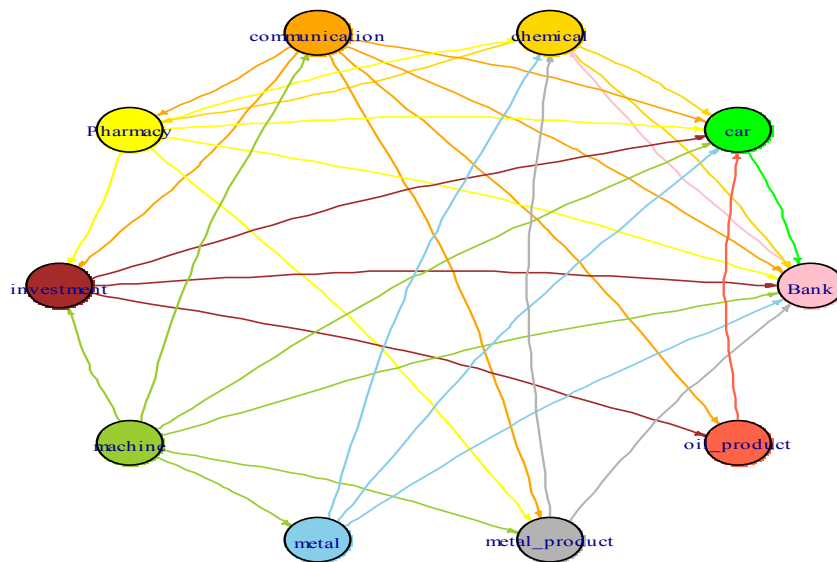 communication
chemical
Pharmacy
car
investment
Bank
machine
oil_product
metal
metal_product